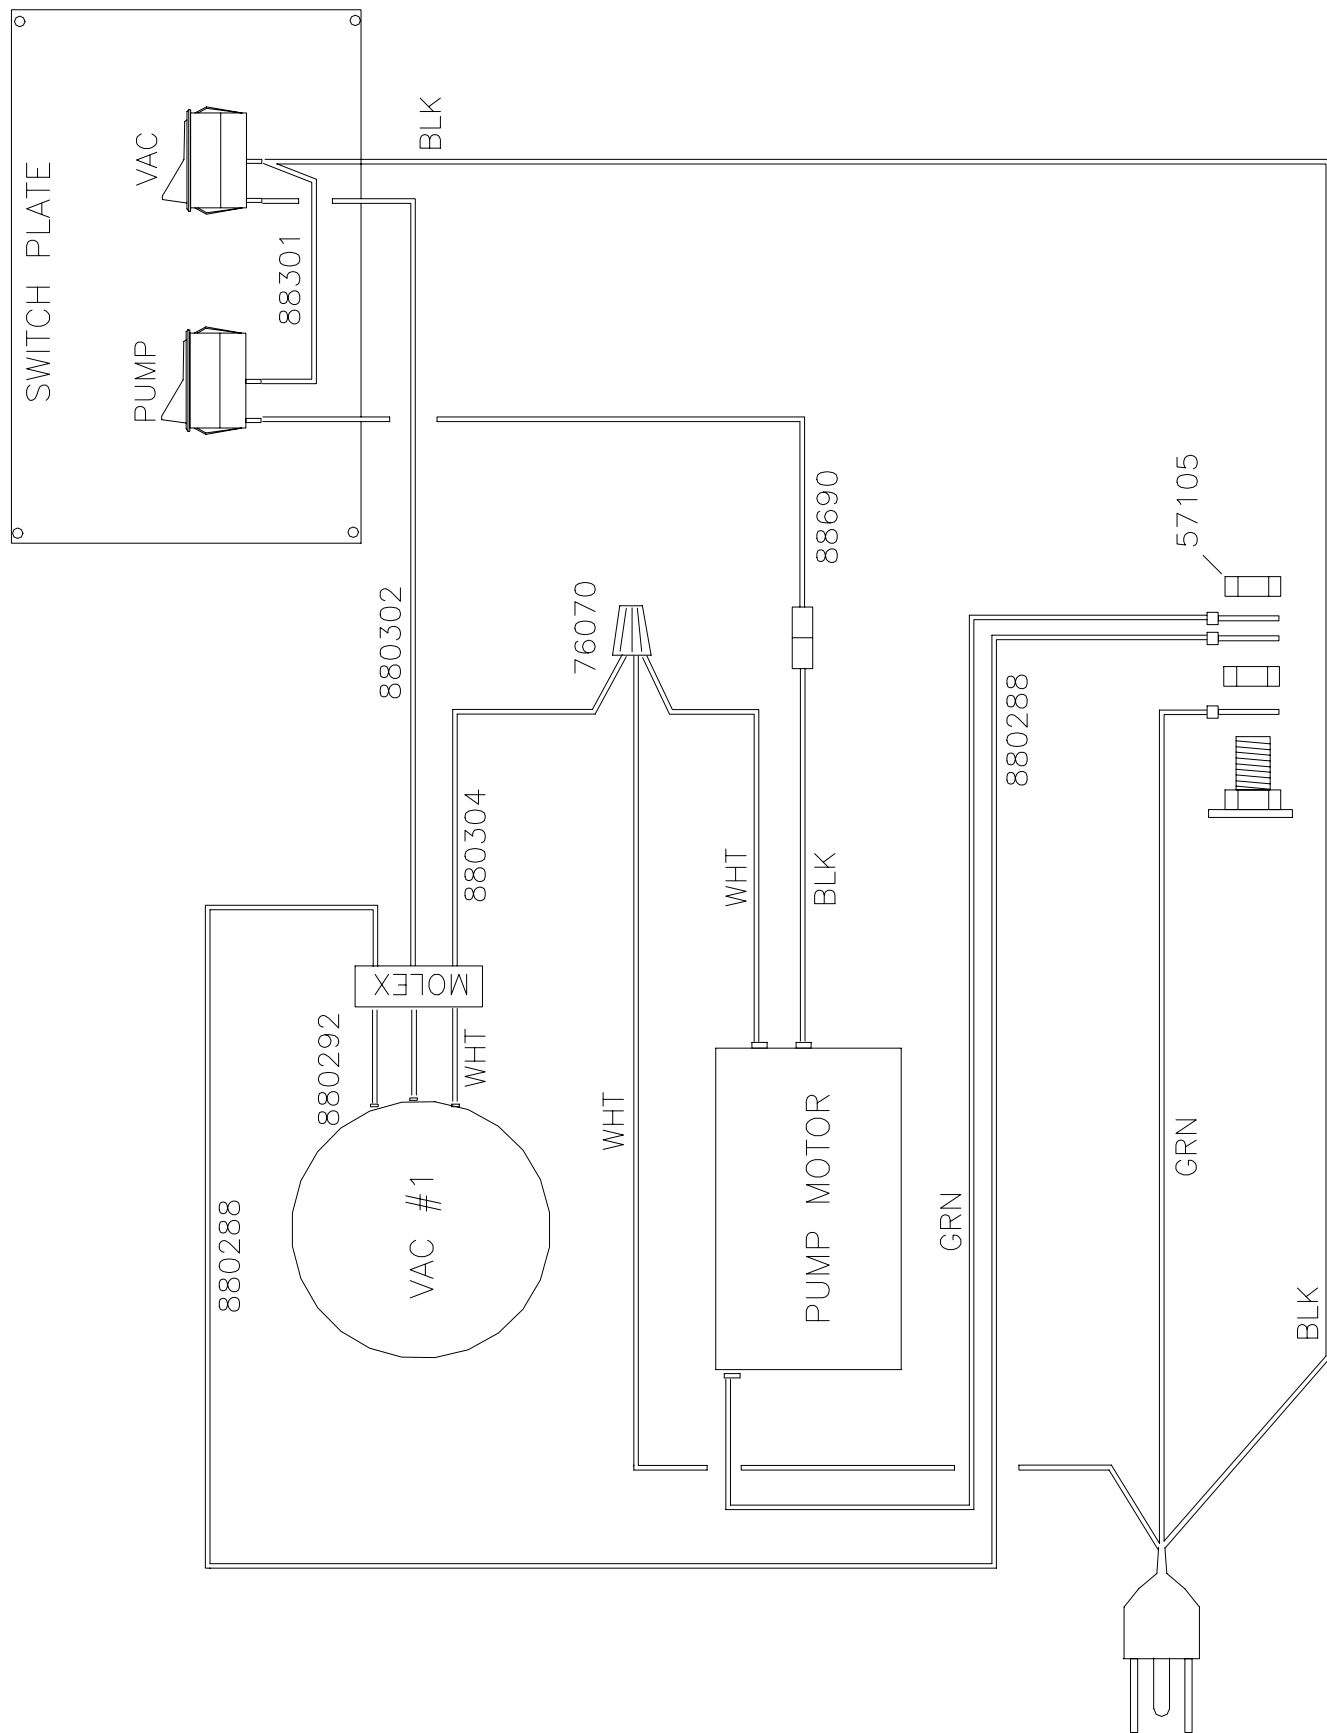 SWITCH PLATE
VAC
PUMP
BLK
88301
880302
76070
88690
57105
880304
880288
WHT
BLK
MOLEX
880292
WHT
WHT
VAC #1
PUMP MOTOR
880288
GRN
GRN
BLK